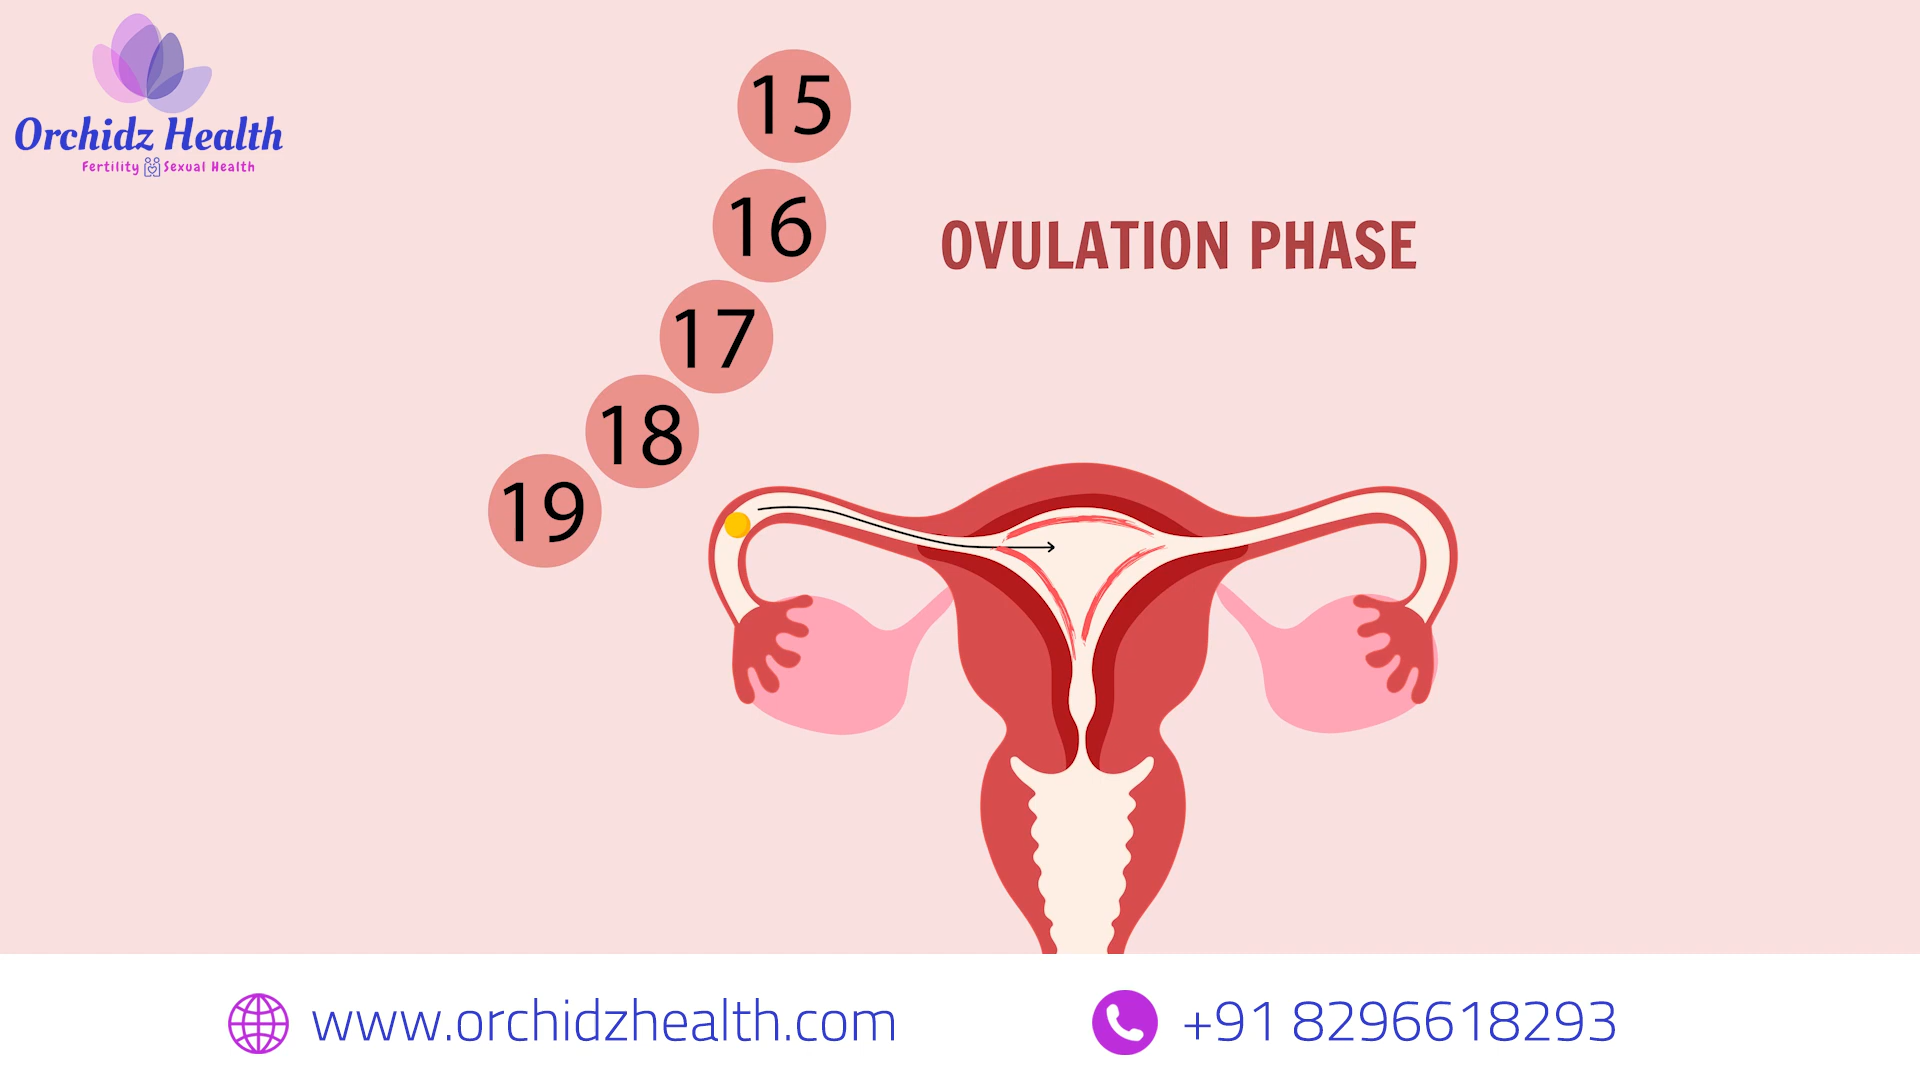 Orchidz Health
Fertility Sexual Health
15
16
OVULATION PHASE
17
18
19
www.orchidzhealth.com
+91 8296618293